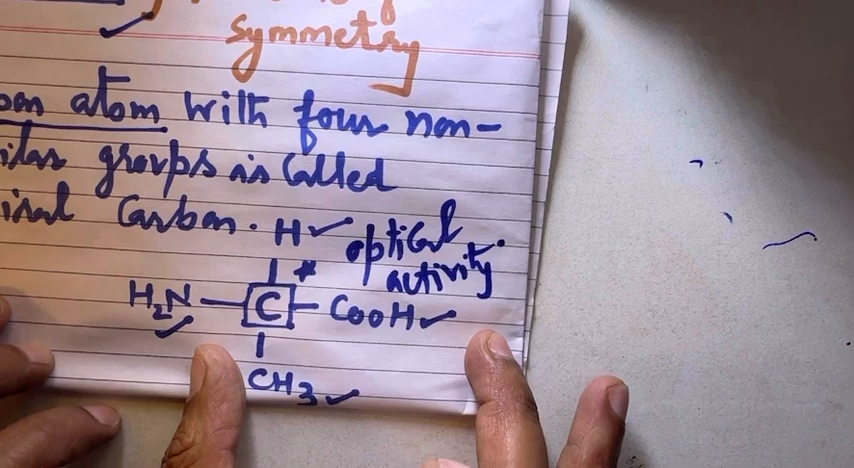 symmetry
atom with four non-
groups is called
Carbon.
H
optical
activity.
*
H₂N — C — COOH
CH₃